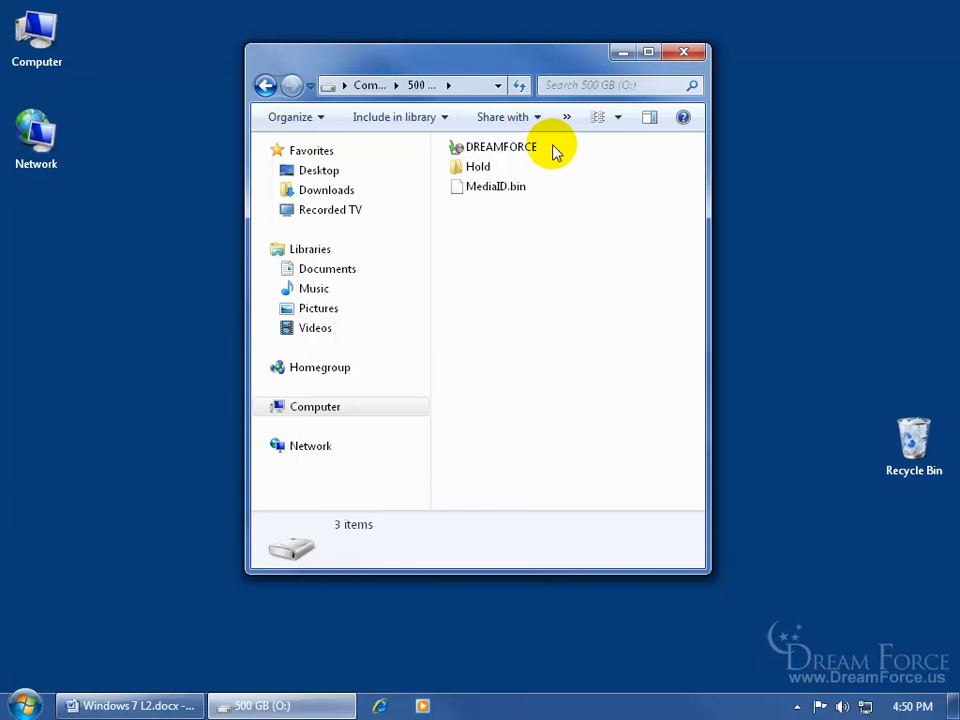 Computer
Network
Recycle Bin
Com...
500 ...
Search 500 GB (O:)
Organize
Include in library
Share with
»
Favorites
Desktop
Downloads
Recorded TV
Libraries
Documents
Music
Pictures
Videos
Homegroup
Computer
Network
DREAMFORCE
Hold
MediaID.bin
3 items
DREAM FORCE
www.DreamForce.us
Windows 7 L2.docx -...
500 GB (O:)
4:50 PM